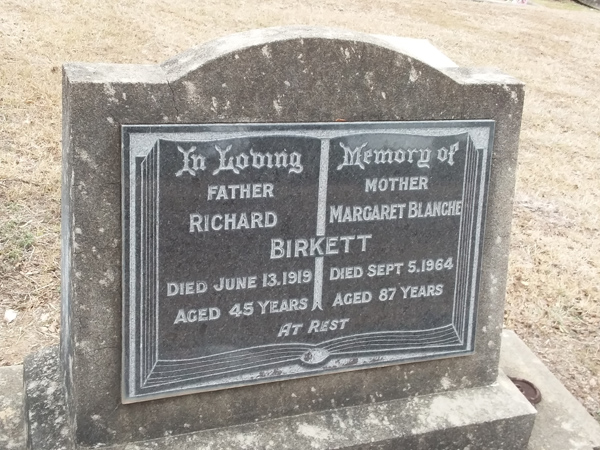 In Loving Memory of
FATHER MOTHER
RICHARD MARGARET BLANCHE
BIRKETT
DIED JUNE 13.1919 DIED SEPT 5.1964
AGED 45 YEARS AGED 87 YEARS
AT REST